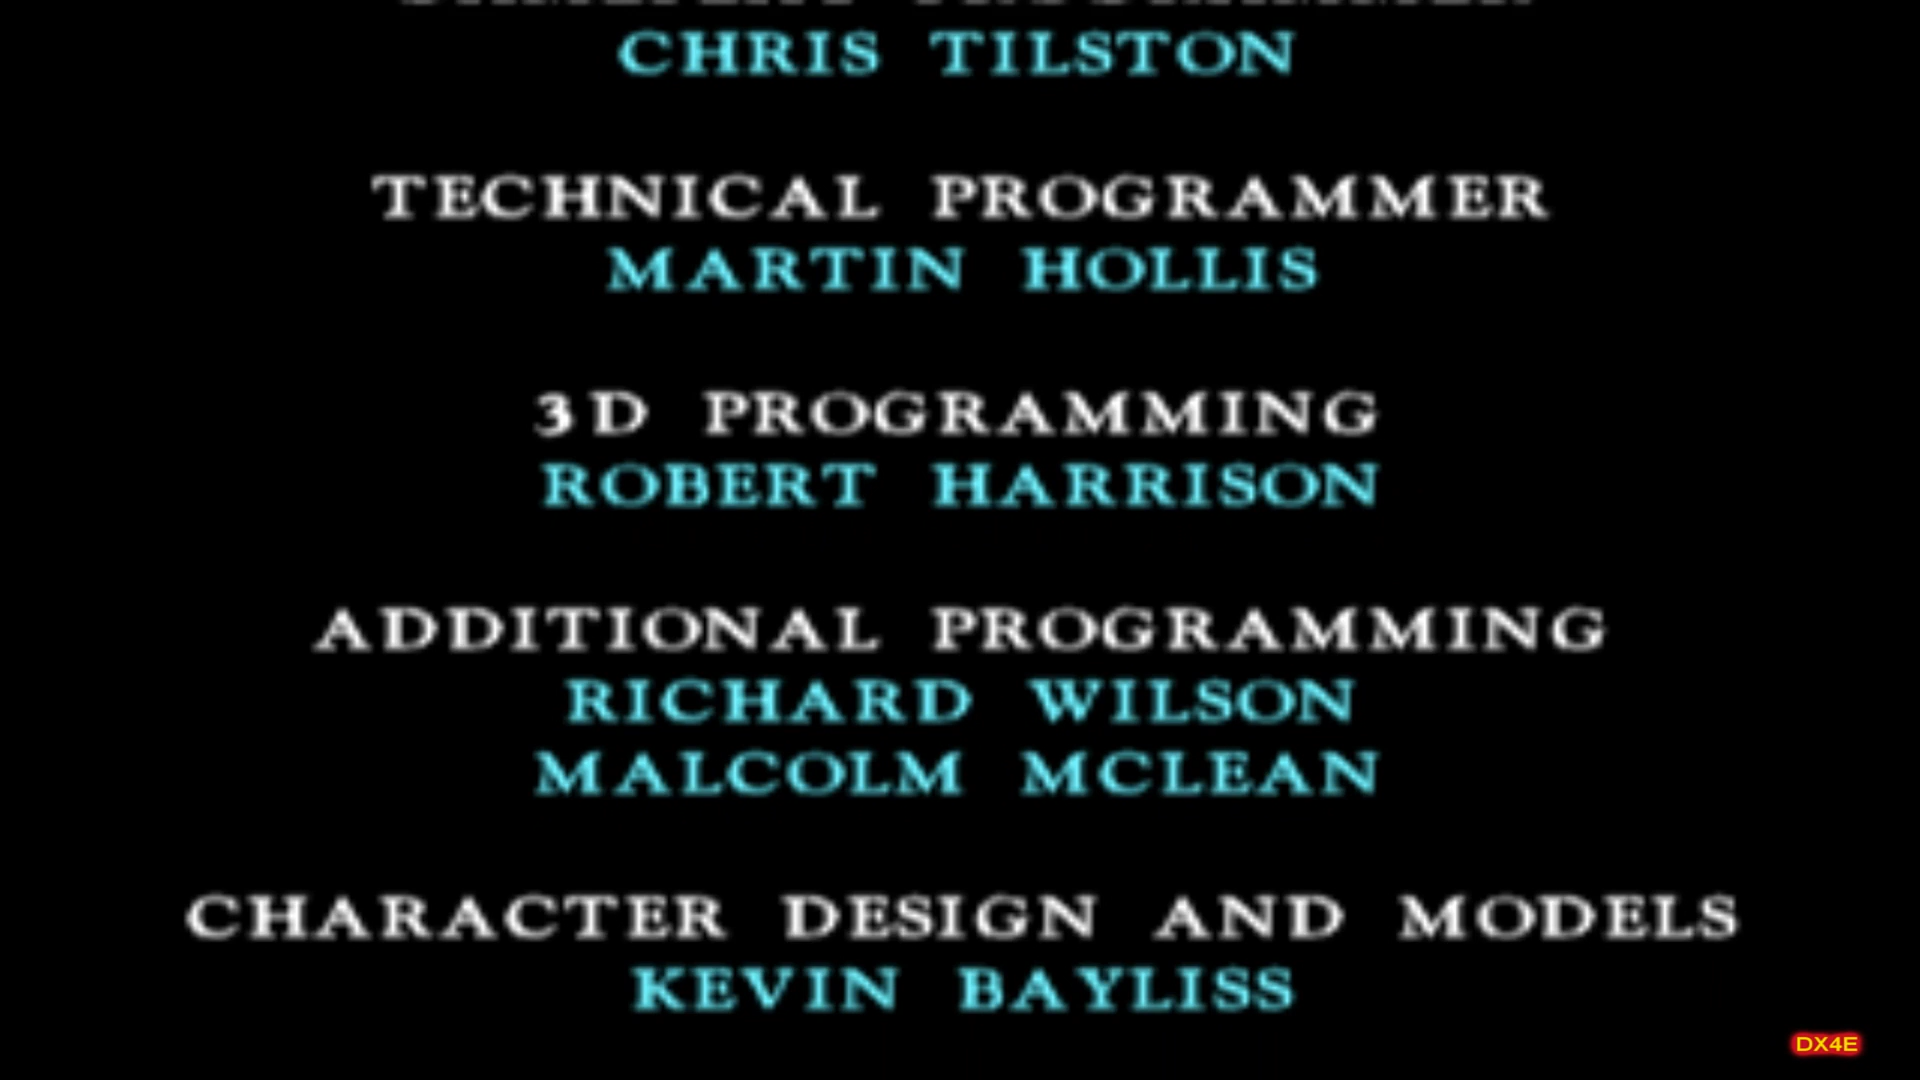 CHRIS TILSTON
TECHNICAL PROGRAMMER
MARTIN HOLLIS
3D PROGRAMMING
ROBERT HARRISON
ADDITIONAL PROGRAMMING
RICHARD WILSON
MALCOLM MCLEAN
CHARACTER DESIGN AND MODELS
KEVIN BAYLISS
DX4E